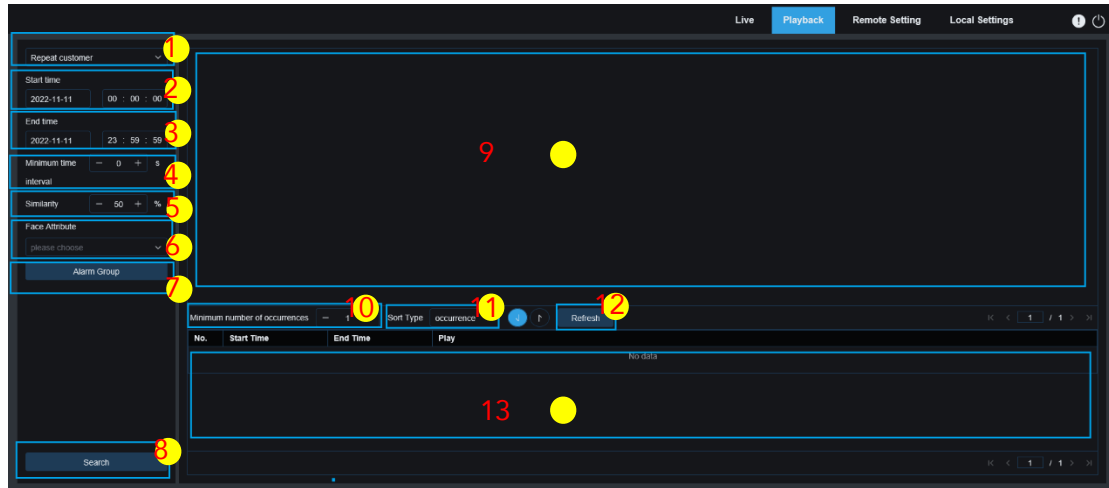 Live Playback Remote Setting Local Settings !
Repeat customer 1
Start time
2022-11-11 00 : 00 : 00 2
End time
2022-11-11 23 : 59 : 59 3
Minimum time interval − 0 + s 4
Similarity − 50 + % 5
Face Attribute
please choose 6
Alarm Group 7
Search 8
9
Minimum number of occurrences − 1 10 Sort Type occurrence 11 Refresh 12 1 / 1
No. Start Time End Time Play
No data
13
1 / 1